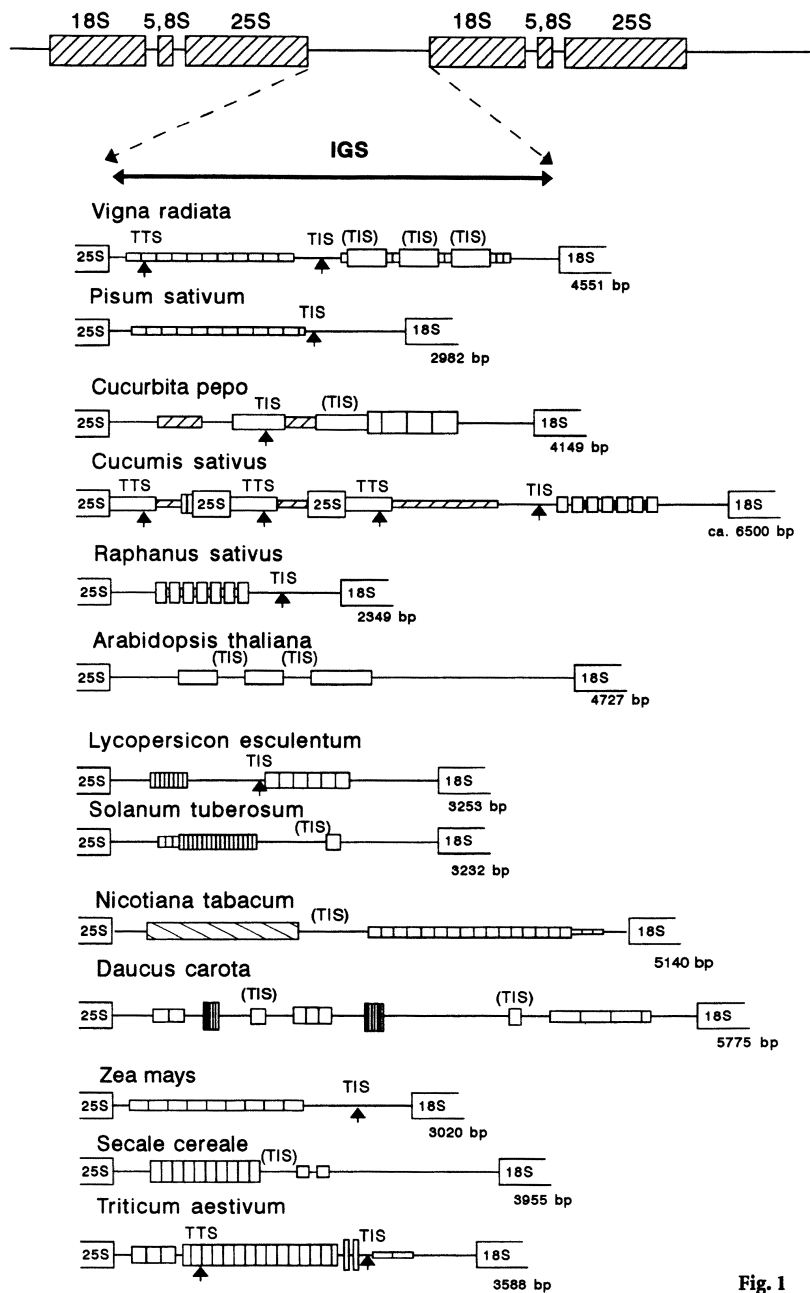 18S 5,8S 25S 18S 5,8S 25S
IGS
Vigna radiata
TTS TIS (TIS) (TIS) (TIS)
25S 18S
4551 bp
Pisum sativum
TIS
25S 18S
2982 bp
Cucurbita pepo
TIS (TIS)
25S 18S
4149 bp
Cucumis sativus
TTS TTS TTS TIS
25S 25S 25S 18S
ca. 6500 bp
Raphanus sativus
TIS
25S 18S
2349 bp
Arabidopsis thaliana
(TIS) (TIS)
25S 18S
4727 bp
Lycopersicon esculentum
TIS
25S 18S
3253 bp
Solanum tuberosum
(TIS)
25S 18S
3232 bp
Nicotiana tabacum
(TIS)
25S 18S
5140 bp
Daucus carota
(TIS) (TIS)
25S 18S
5775 bp
Zea mays
TIS
25S 18S
3020 bp
Secale cereale
(TIS)
25S 18S
3955 bp
Triticum aestivum
TTS TIS
25S 18S
3588 bp
Fig. 1